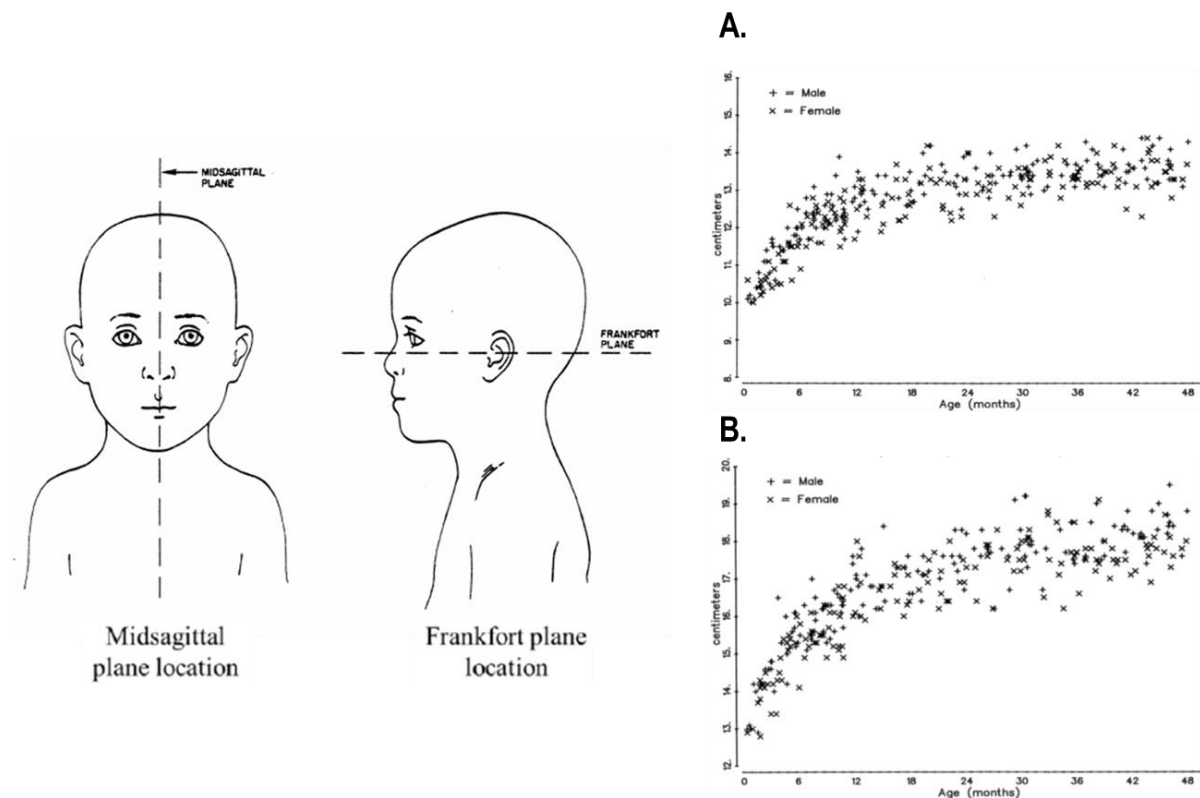 MIDSAGITTAL
PLANE
FRANKFORT
PLANE
Midsagittal
plane location
Frankfort plane
location
A.
16.
15.
14.
13.
12.
11.
10.
9.
8.
centimeters
+ = Male
× = Female
0 6 12 18 24 30 36 42 48
Age (months)
B.
20.
19.
18.
17.
16.
15.
14.
13.
12.
centimeters
+ = Male
× = Female
0 6 12 18 24 30 36 42 48
Age (months)